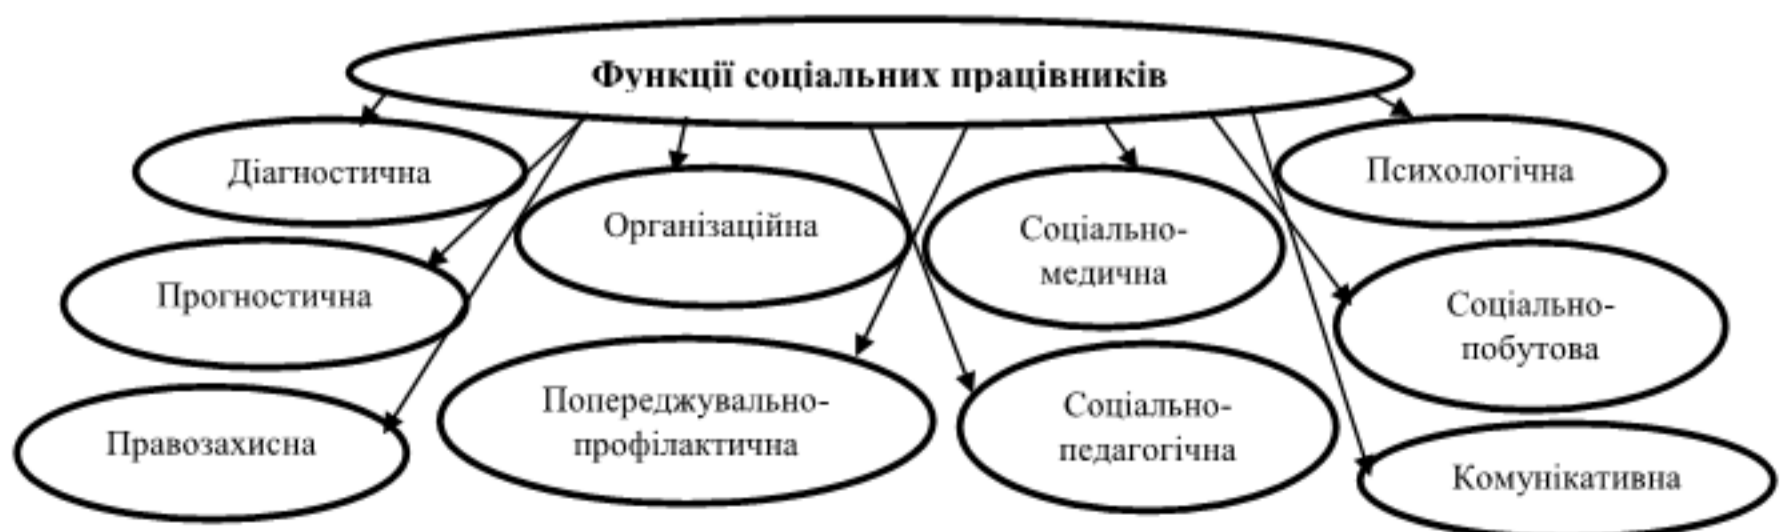 Функції соціальних працівників
Діагностична
Психологічна
Організаційна
Соціально-
медична
Прогностична
Соціально-
побутова
Попереджувально-
профілактична
Соціально-
педагогічна
Правозахисна
Комунікативна